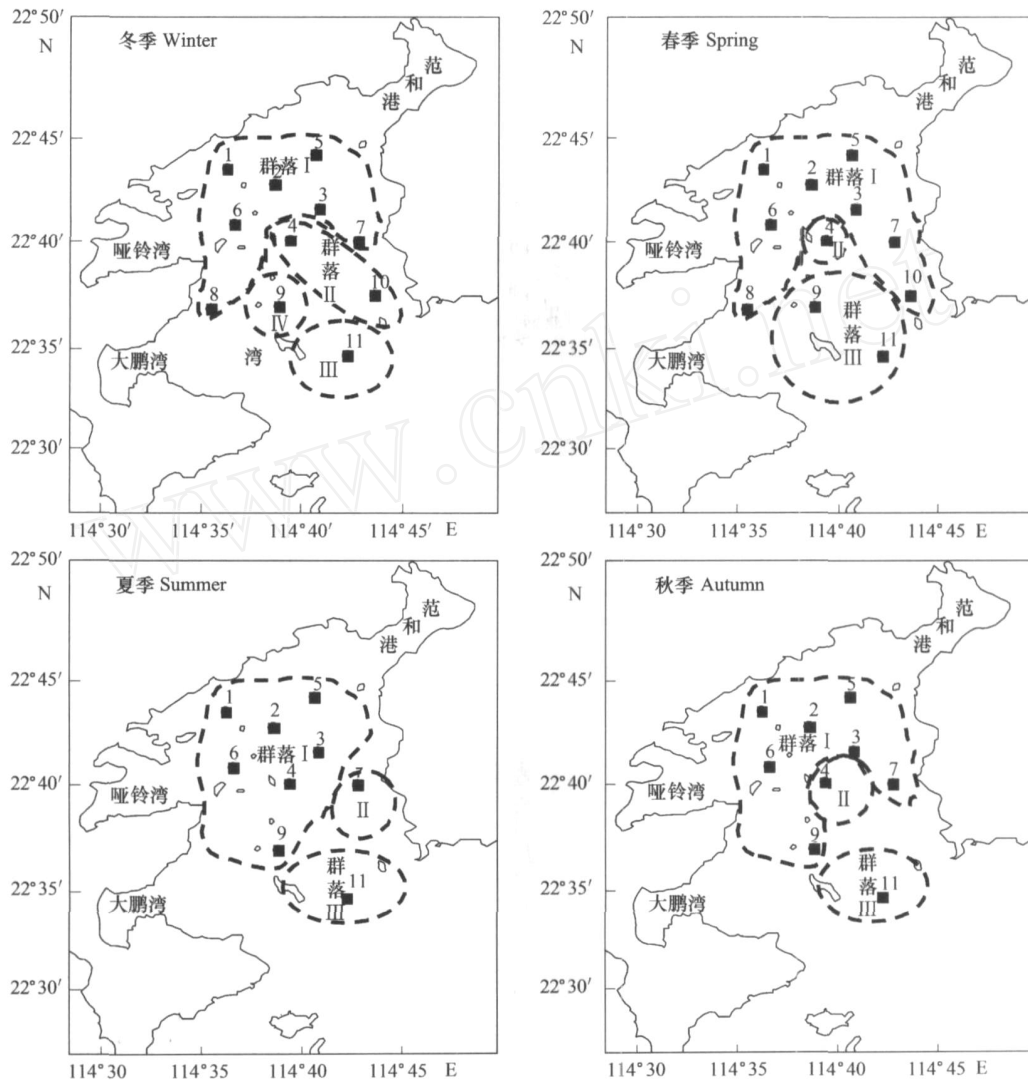 22°50′
N
冬季 Winter
范
和
港
22°45′
5
1
群落 I
2
3
6
22°40′
4
7
哑铃湾
群
落
II
10
8
9
IV
22°35′
大鹏湾
湾
11
III
22°30′
114°30′ 114°35′ 114°40′ 114°45′ E
22°50′
N
春季 Spring
范
和
港
22°45′
5
1
2
群落 I
3
6
22°40′
4
7
II
哑铃湾
10
8
9
群
落
III
22°35′
大鹏湾
11
22°30′
114°30′ 114°35′ 114°40′ 114°45′ E
22°50′
N
夏季 Summer
范
和
港
22°45′
5
1
2
群落 I
3
6
22°40′
4
7
哑铃湾
II
9
群
落
III
11
22°35′
大鹏湾
22°30′
114°30′ 114°35′ 114°40′ 114°45′ E
22°50′
N
秋季 Autumn
范
和
港
22°45′
5
1
2
群落 I
3
6
22°40′
4
7
哑铃湾
II
9
群
落
III
11
22°35′
大鹏湾
22°30′
114°30′ 114°35′ 114°40′ 114°45′ E
www.cnki.net